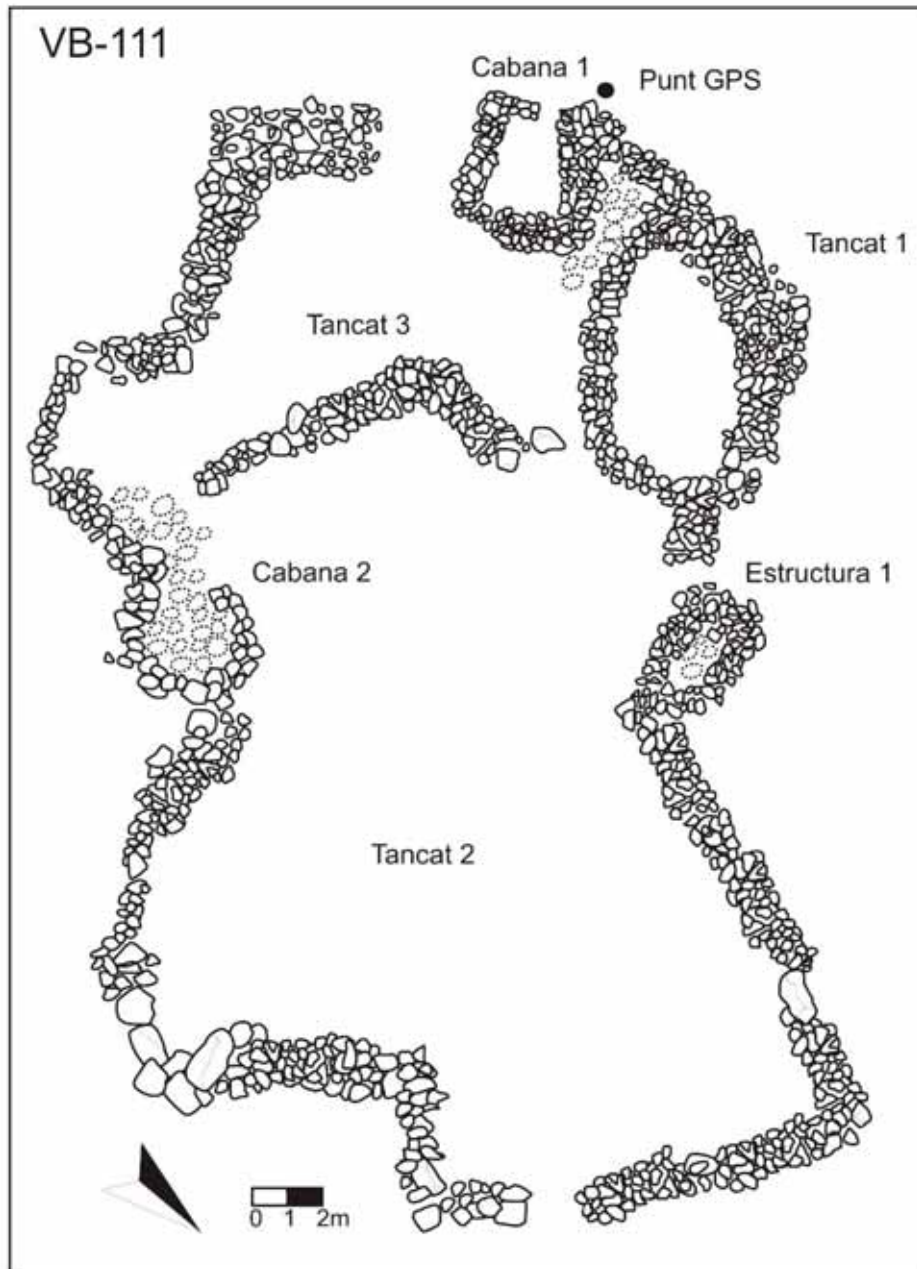 VB-111
Cabana 1
Punt GPS
Tancat 1
Tancat 3
Cabana 2
Estructura 1
Tancat 2
0 1 2m